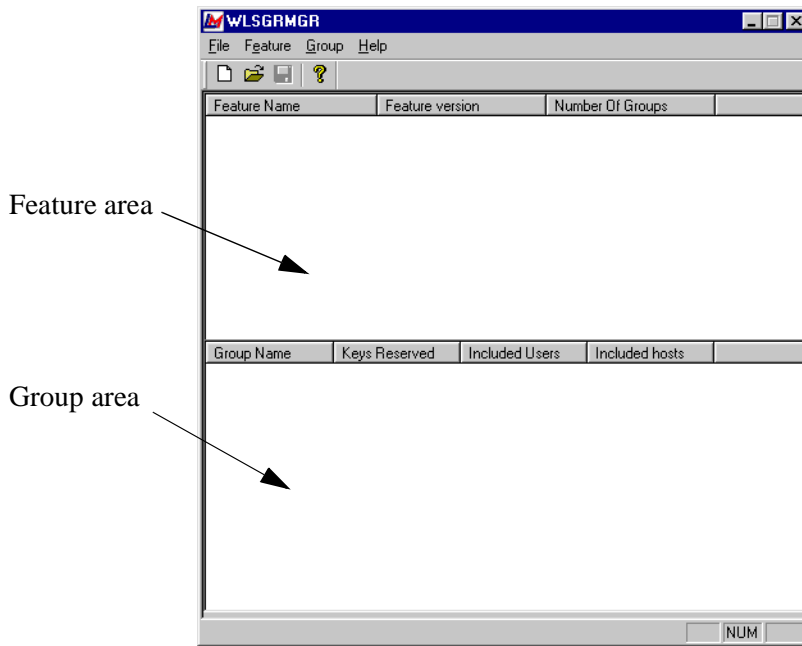 WLSGRMGR
File Feature Group Help
Feature Name Feature version Number Of Groups
Feature area
Group Name Keys Reserved Included Users Included hosts
Group area
NUM